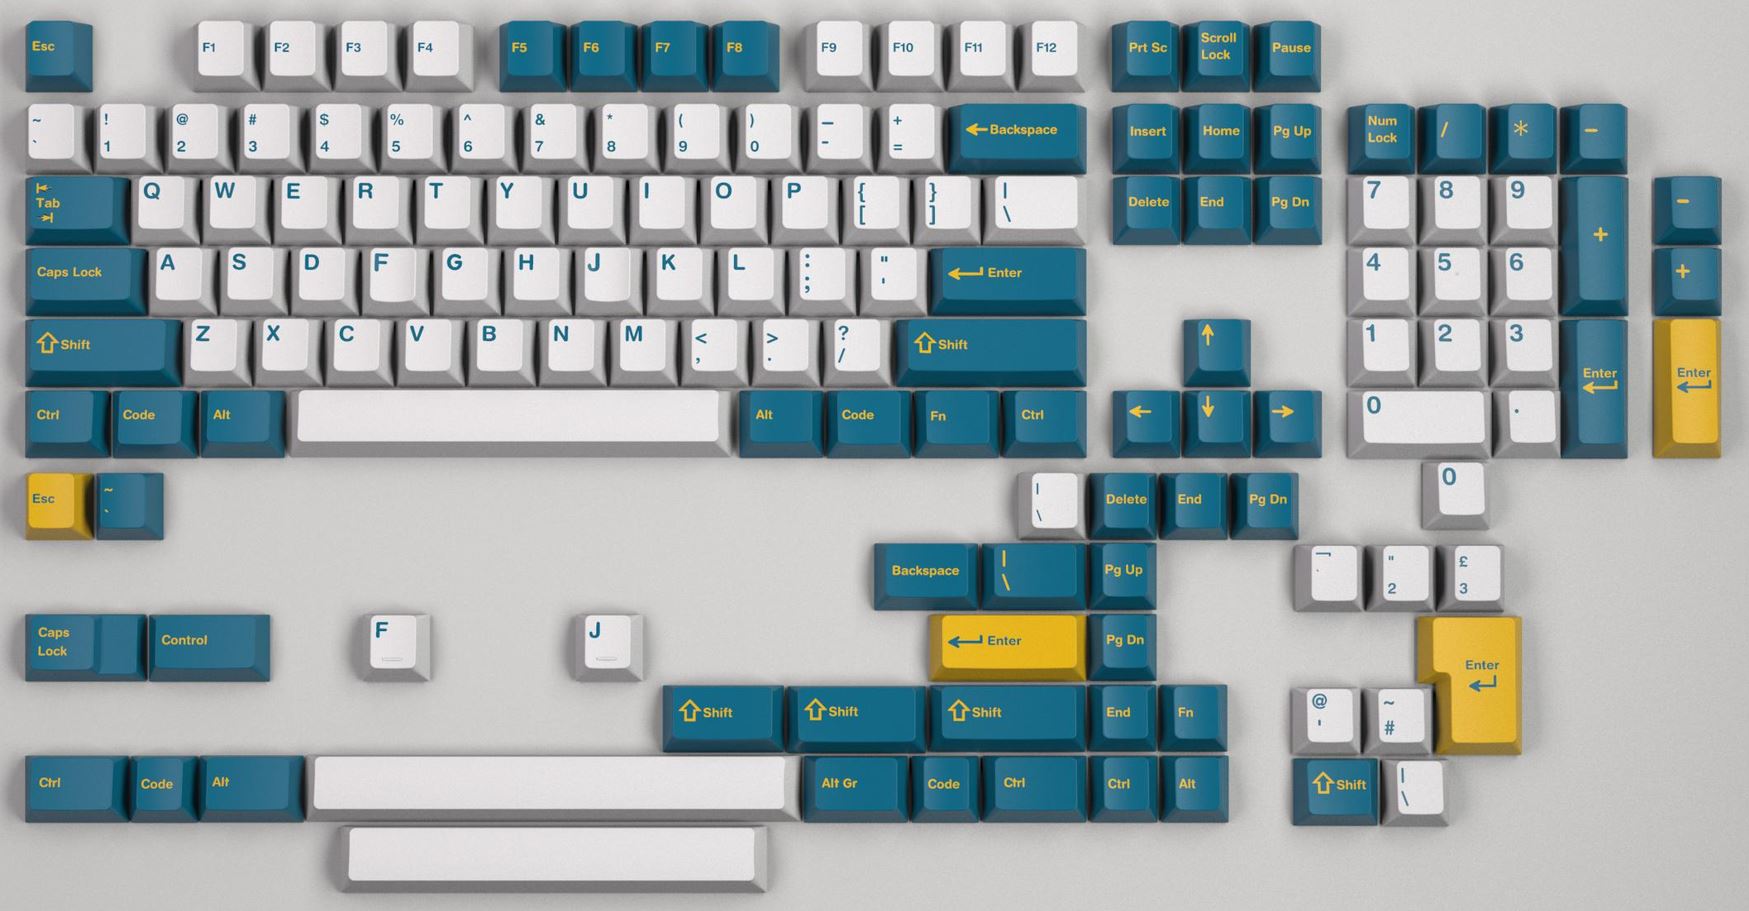 Esc F1 F2 F3 F4 F5 F6 F7 F8 F9 F10 F11 F12 Prt Sc Scroll Lock Pause
~ ` ! 1 @ 2 # 3 $ 4 % 5 ^ 6 & 7 * 8 ( 9 ) 0 — - + = ← Backspace Insert Home Pg Up Num Lock / * -
Tab Q W E R T Y U I O P { [ } ] | \ Delete End Pg Dn 7 8 9 + -
Caps Lock A S D F G H J K L : ; " ' Enter 4 5 6 +
⇧ Shift Z X C V B N M < , > . ? / ⇧ Shift ↑ 1 2 3 Enter Enter
Ctrl Code Alt Alt Code Fn Ctrl ← ↓ → 0 .
Esc ~ ` | \ Delete End Pg Dn 0
Backspace | \ Pg Up ¬ ` " 2 £ 3
Caps Lock Control F J Enter Pg Dn Enter
⇧ Shift ⇧ Shift ⇧ Shift End Fn @ ' ~ #
Ctrl Code Alt Alt Gr Code Ctrl Ctrl Alt ⇧ Shift | \